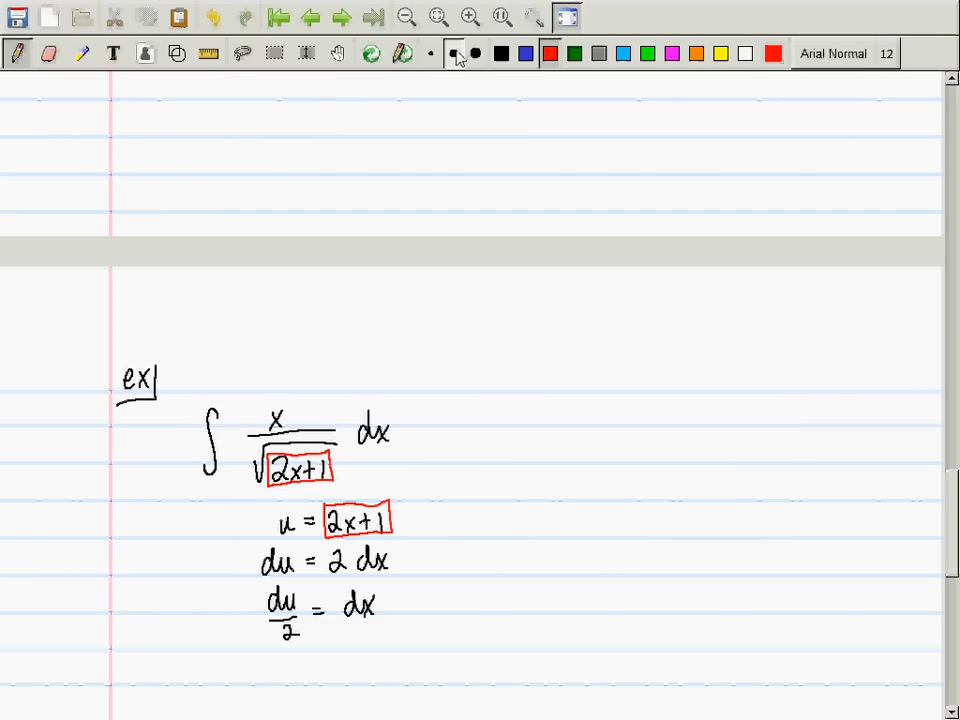 T Arial Normal 12
ex
∫ x/√(2x+1) dx
u = 2x+1
du = 2 dx
du/2 = dx